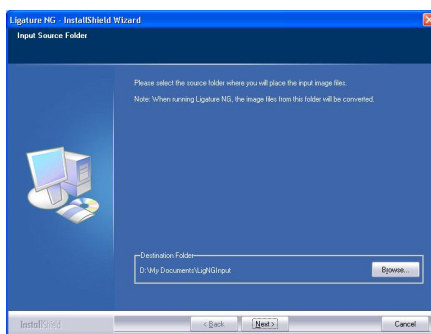 Ligature NG - InstallShield Wizard
Input Source Folder
Please select the source folder where you will place the input image files.
Note: When running Ligature NG, the image files from this folder will be converted.
Destination Folder
D:\My Documents\LigNGInput
Browse...
InstallShield
< Back
Next >
Cancel